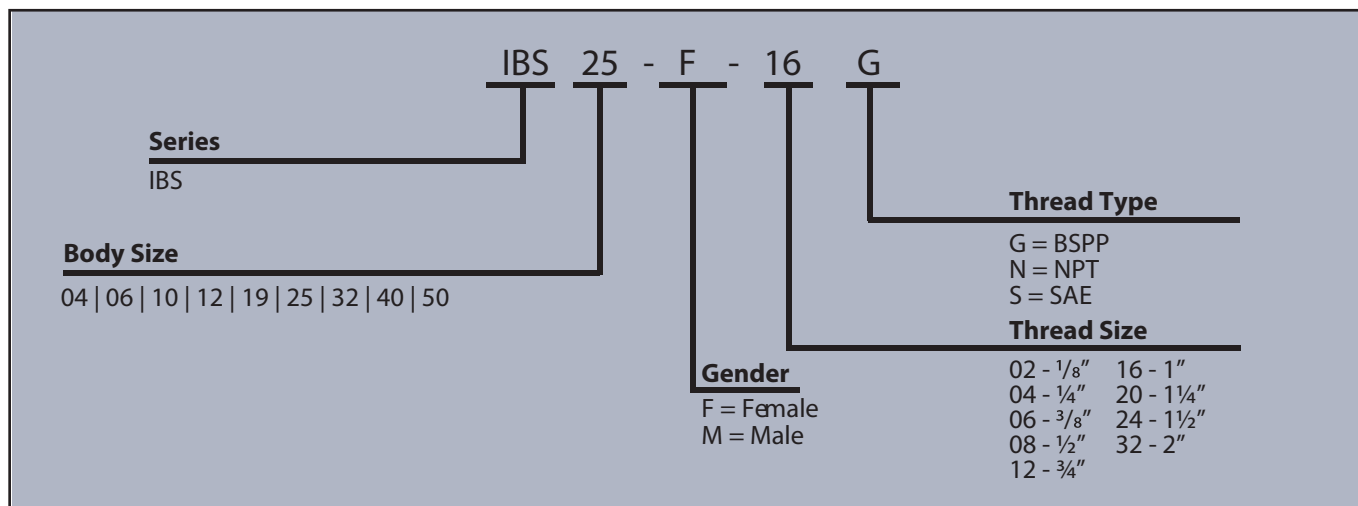 IBS 25 - F - 16 G
Series
IBS
Body Size
04 | 06 | 10 | 12 | 19 | 25 | 32 | 40 | 50
Gender
F = Female
M = Male
Thread Type
G = BSPP
N = NPT
S = SAE
Thread Size
02 - ⅛" 16 - 1"
04 - ¼" 20 - 1¼"
06 - ⅜" 24 - 1½"
08 - ½" 32 - 2"
12 - ¾"